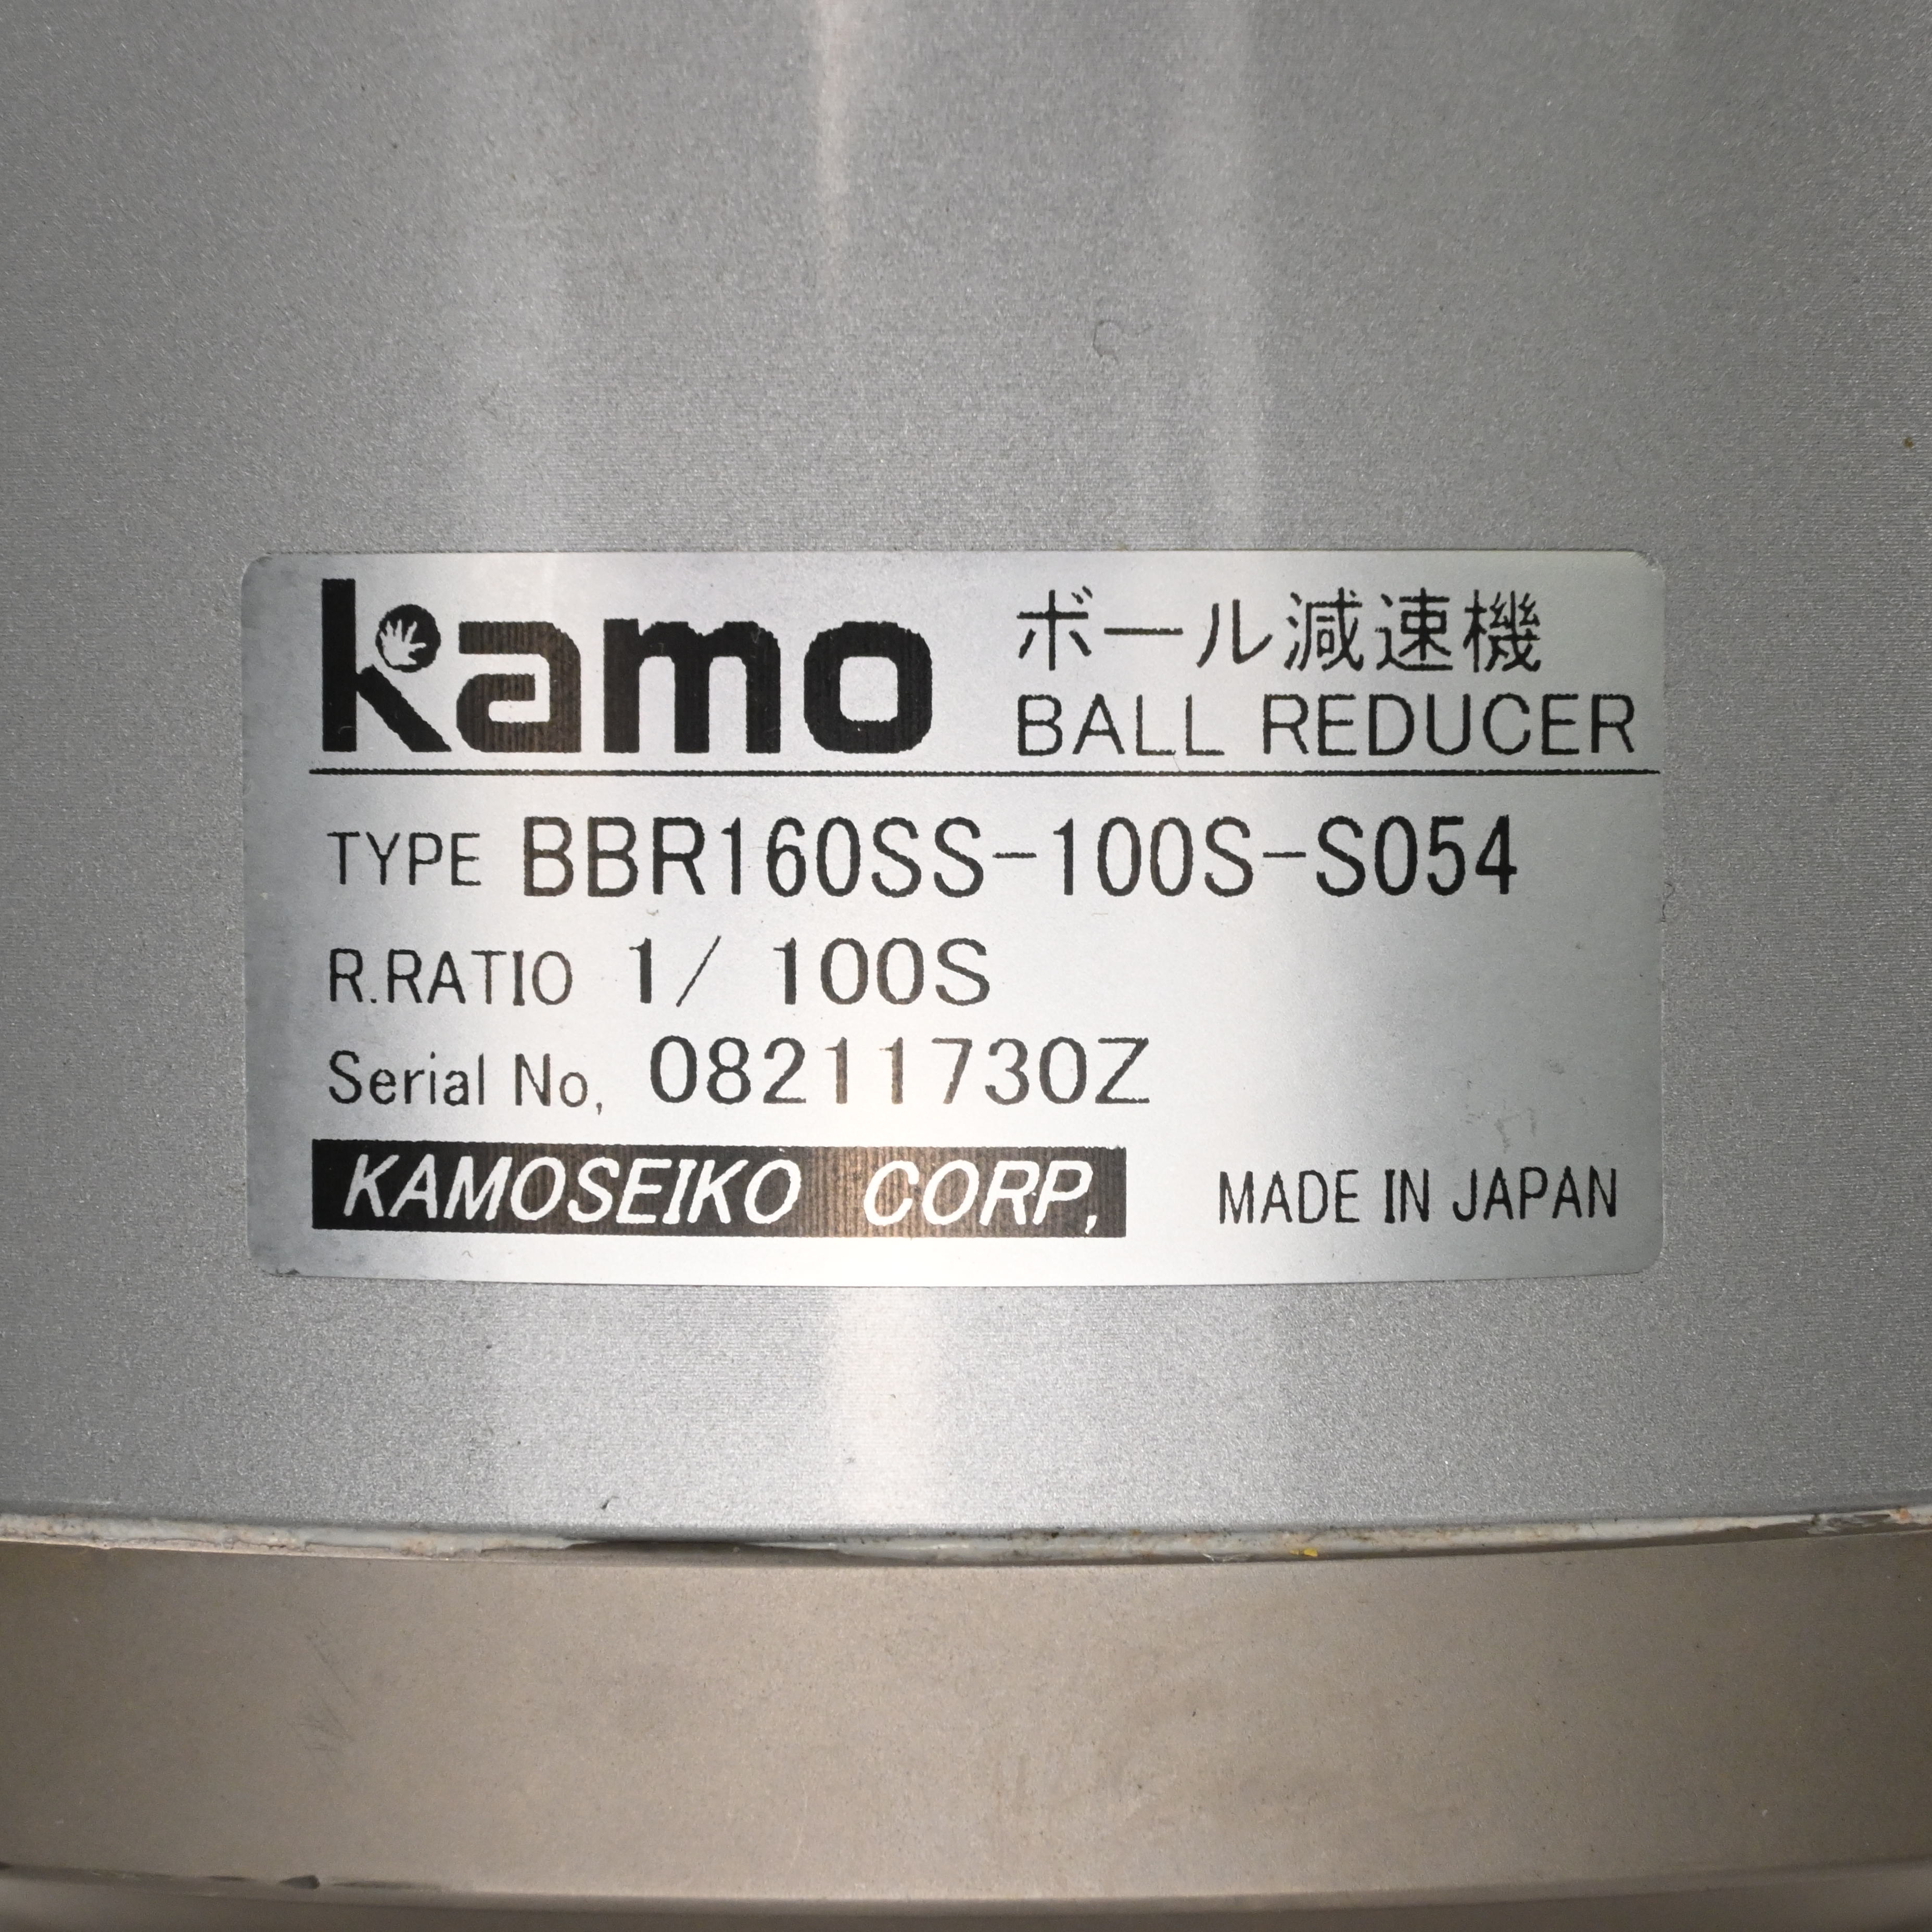 kamo
ボール減速機
BALL REDUCER
TYPE BBR160SS-100S-S054
R.RATIO 1/ 100S
Serial No, 08211730Z
KAMOSEIKO CORP,
MADE IN JAPAN